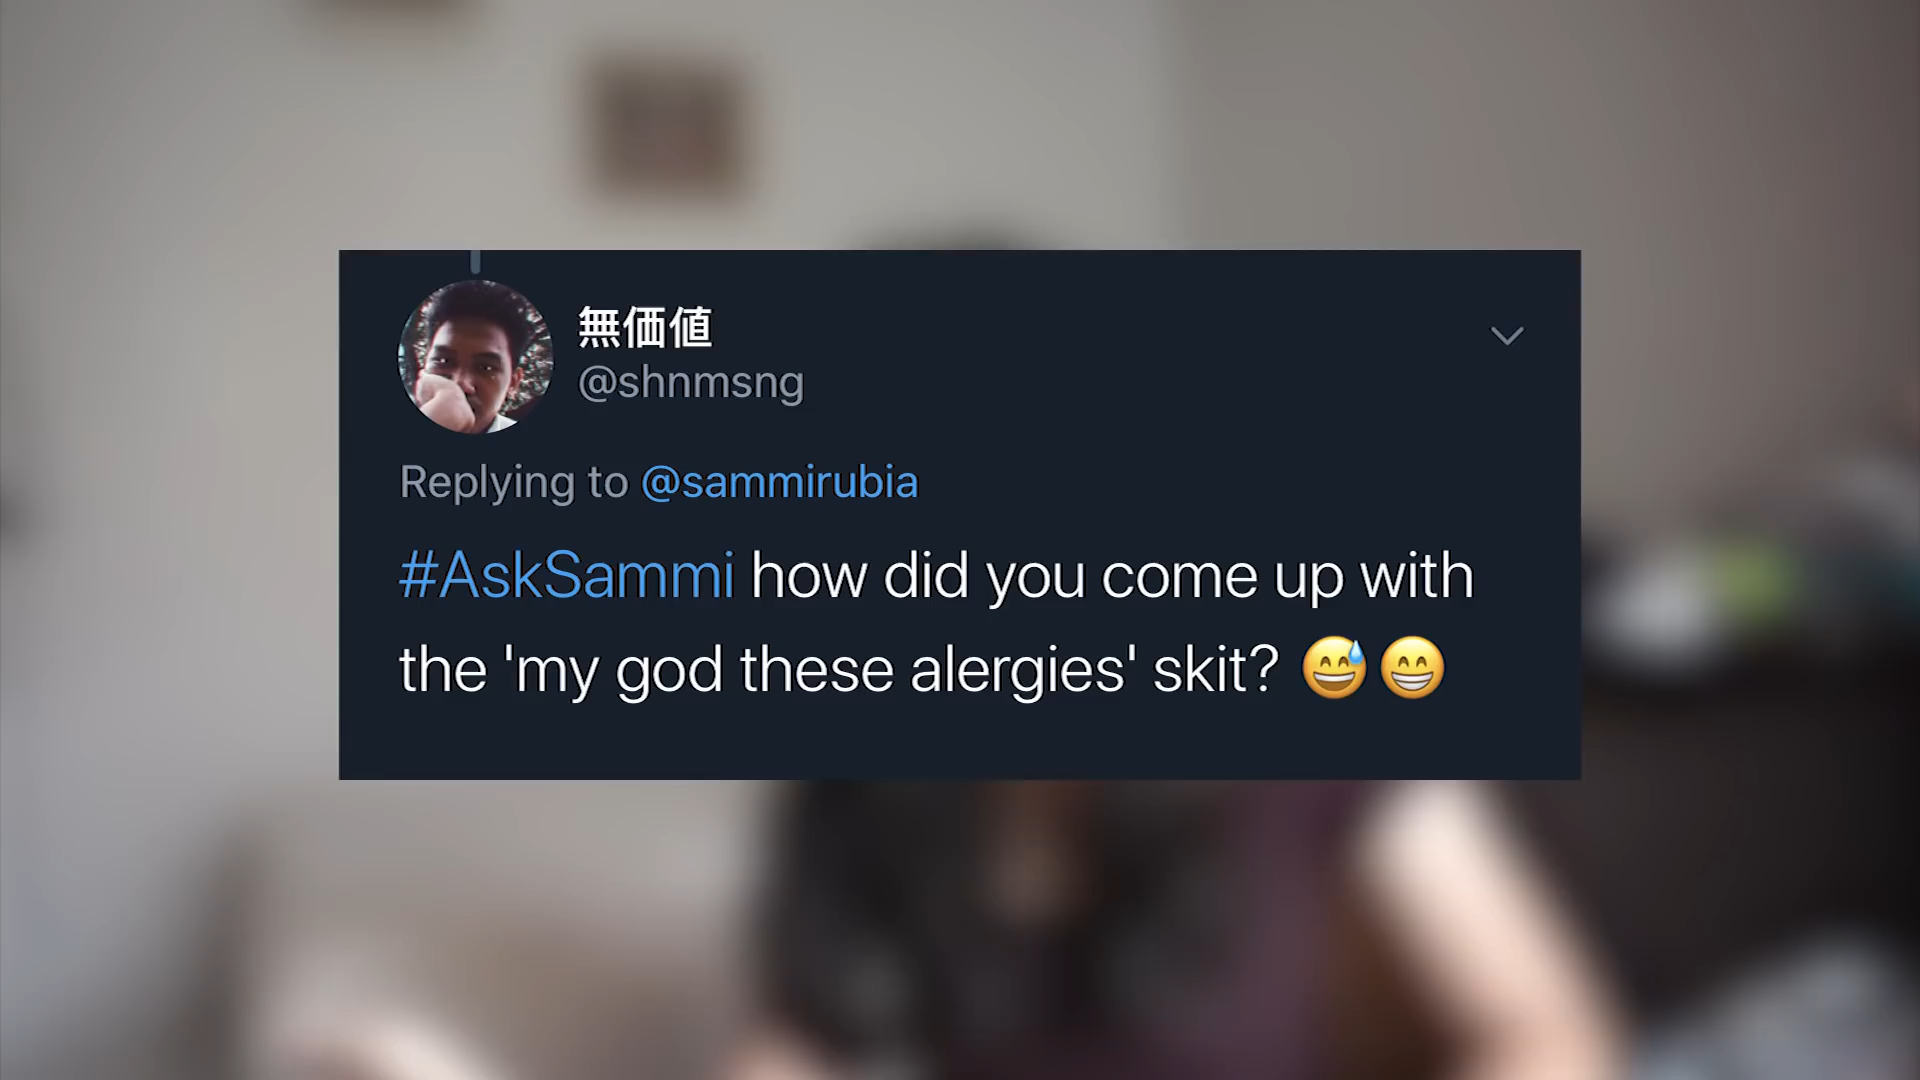 無価値
@shnmsng
Replying to @sammirubia
#AskSammi how did you come up with
the 'my god these alergies' skit? 😅😁